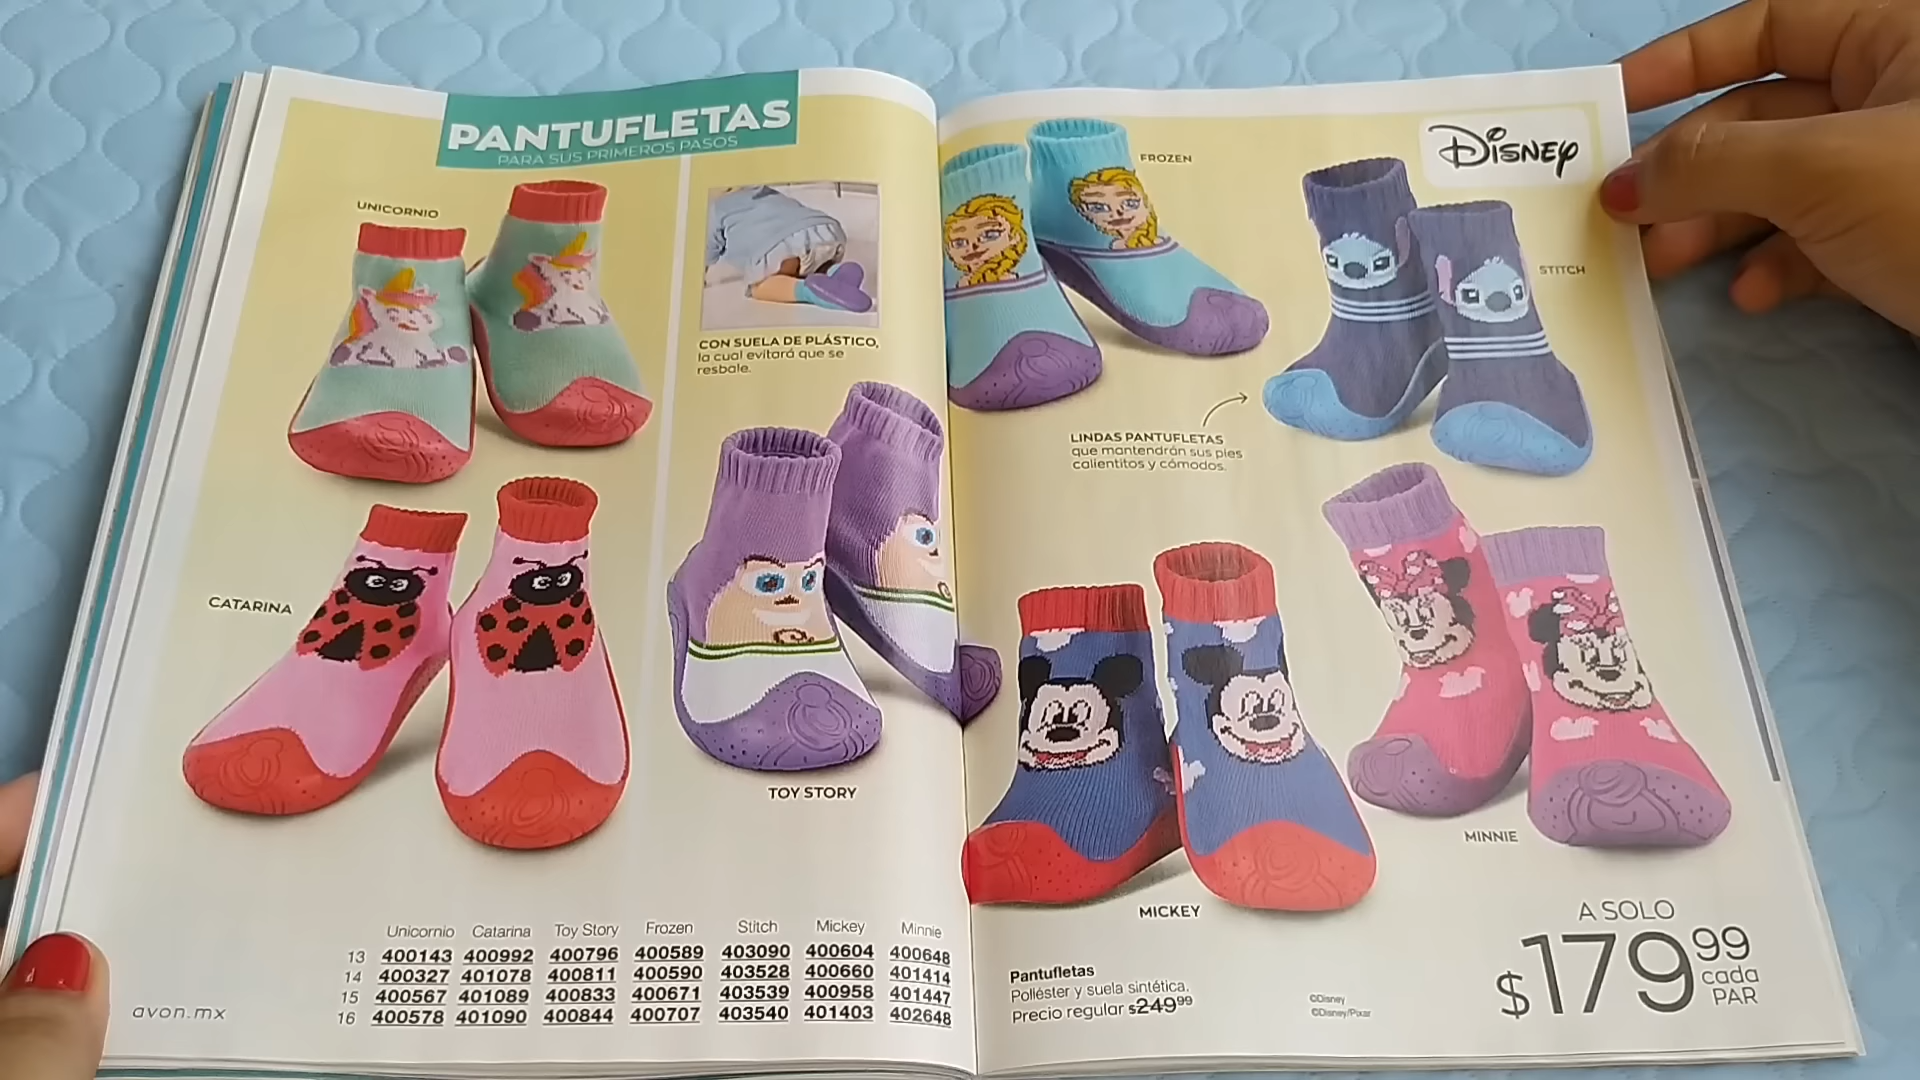 PANTUFLETAS
PARA SUS PRIMEROS PASOS
UNICORNIO
CON SUELA DE PLÁSTICO,
la cual evitará que se
resbale.
CATARINA
TOY STORY
Unicornio Catarina Toy Story Frozen Stitch Mickey Minnie
13 400143 400992 400796 400589 403090 400604 400648
14 400327 401078 400811 400590 403528 400660 401414
15 400567 401089 400833 400671 403539 400958 401447
16 400578 401090 400844 400707 403540 401403 402648
avon.mx
FROZEN
Disney
STITCH
LINDAS PANTUFLETAS
que mantendrán sus pies
calientitos y cómodos.
MINNIE
MICKEY
Pantufletas
Poliéster y suela sintética.
Precio regular $249⁹⁹
©Disney
©Disney/Pixar
A SOLO
$179⁹⁹
cada
PAR